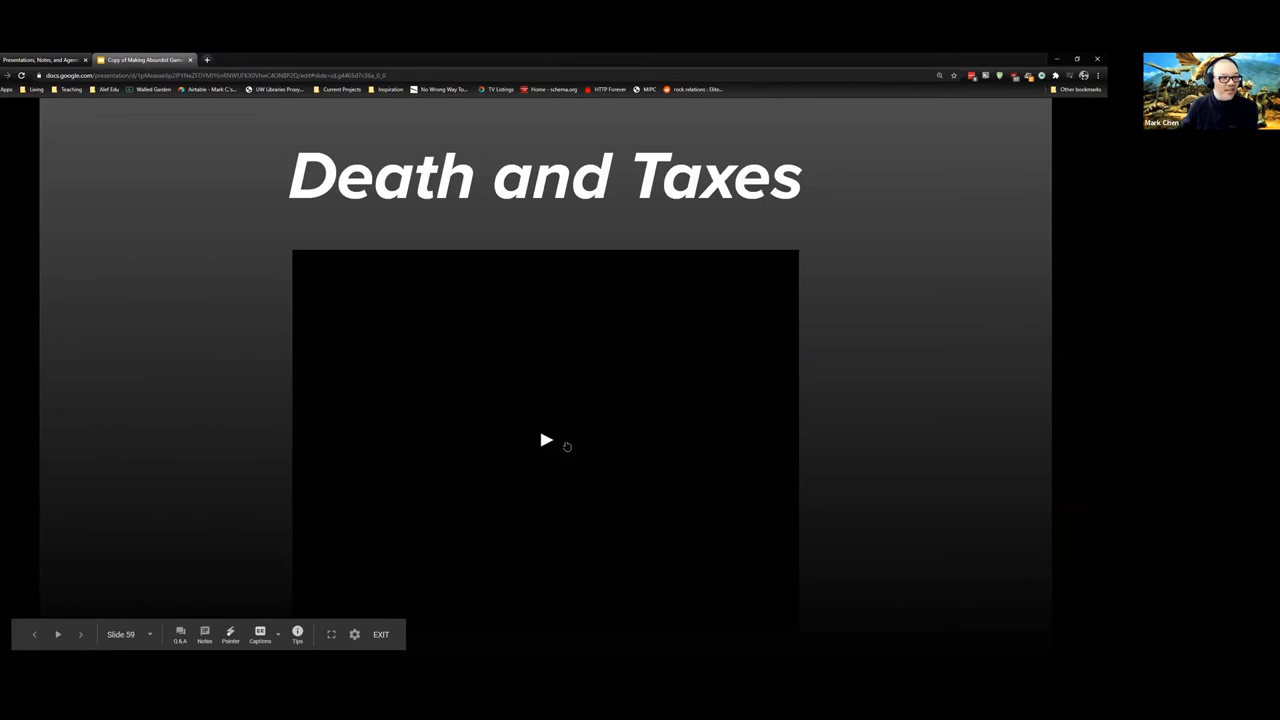 Presentations, Notes, and Agen
Copy of Making Absurdist Gam
Apps
Living
Teaching
Alef Edu
Walled Garden
Airtable - Mark C.'s...
UW Libraries Proxy...
Current Projects
Inspiration
No Wrong Way To...
TV Listings
Home - schema.org
HTTP Forever
MIPC
rock relations : Elite...
Other bookmarks
Mark Chen
Death and Taxes
Slide 59
Q & A
Notes
Pointer
Captions
Tips
EXIT